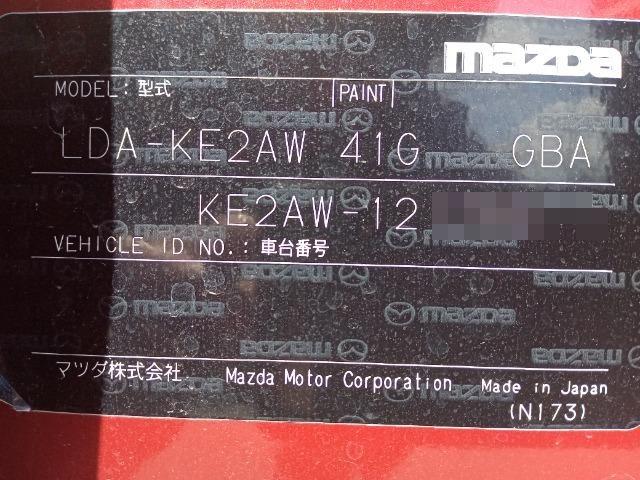 mazda
MODEL: 型式 PAINT
LDA-KE2AW 41G GBA
KE2AW-12
VEHICLE ID NO.: 車台番号
マツダ株式会社 Mazda Motor Corporation Made in Japan
(N173)